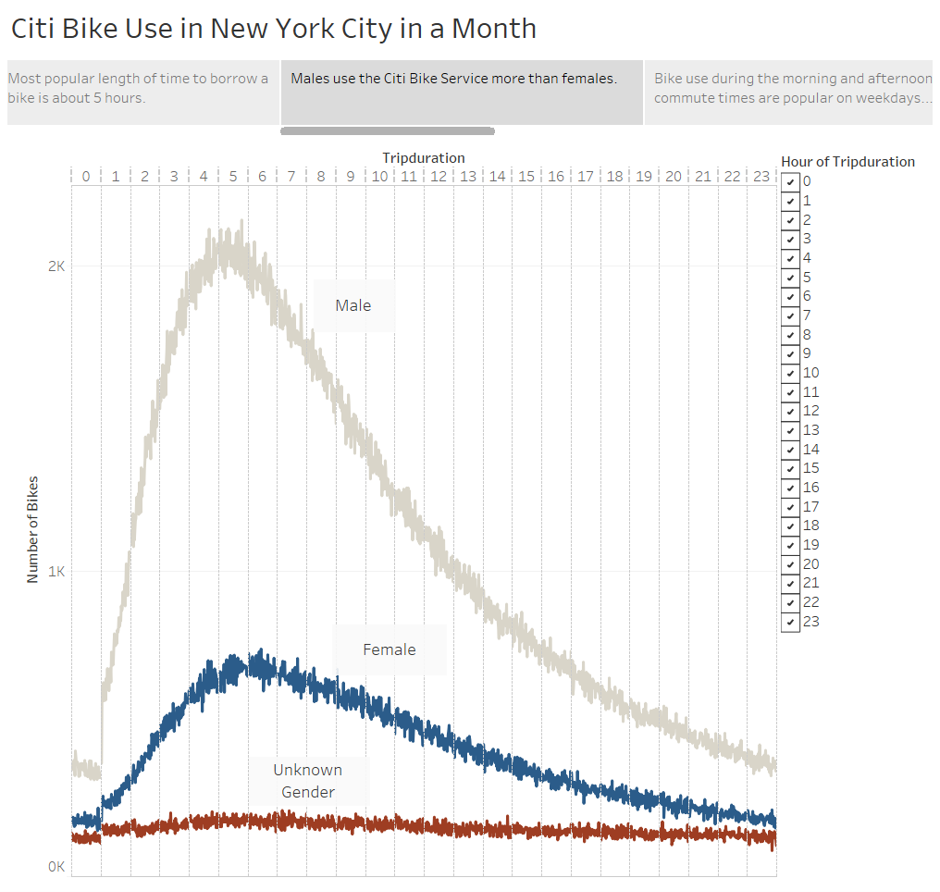 Citi Bike Use in New York City in a Month
Most popular length of time to borrow a
bike is about 5 hours.
Males use the Citi Bike Service more than females.
Bike use during the morning and afternoon
commute times are popular on weekdays...
Tripduration
0 1 2 3 4 5 6 7 8 9 10 11 12 13 14 15 16 17 18 19 20 21 22 23
Hour of Tripduration
0
1
2
3
4
5
6
7
8
9
10
11
12
13
14
15
16
17
18
19
20
21
22
23
Number of Bikes
2K
1K
0K
Male
Female
Unknown
Gender